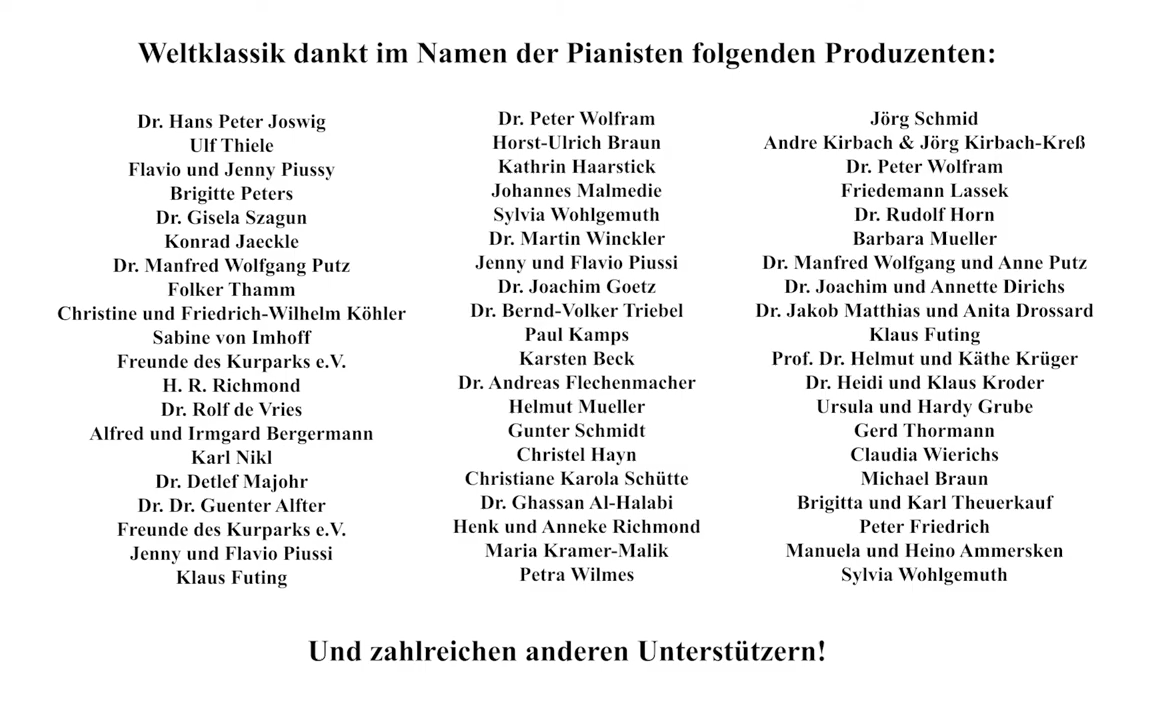 Weltklassik dankt im Namen der Pianisten folgenden Produzenten:
Dr. Hans Peter Joswig
Ulf Thiele
Flavio und Jenny Piussy
Brigitte Peters
Dr. Gisela Szagun
Konrad Jaeckle
Dr. Manfred Wolfgang Putz
Folker Thamm
Christine und Friedrich-Wilhelm Köhler
Sabine von Imhoff
Freunde des Kurparks e.V.
H. R. Richmond
Dr. Rolf de Vries
Alfred und Irmgard Bergermann
Karl Nikl
Dr. Detlef Majohr
Dr. Dr. Guenter Alfter
Freunde des Kurparks e.V.
Jenny und Flavio Piussi
Klaus Futing
Dr. Peter Wolfram
Horst-Ulrich Braun
Kathrin Haarstick
Johannes Malmedie
Sylvia Wohlgemuth
Dr. Martin Winckler
Jenny und Flavio Piussi
Dr. Joachim Goetz
Dr. Bernd-Volker Triebel
Paul Kamps
Karsten Beck
Dr. Andreas Flechenmacher
Helmut Mueller
Gunter Schmidt
Christel Hayn
Christiane Karola Schütte
Dr. Ghassan Al-Halabi
Henk und Anneke Richmond
Maria Kramer-Malik
Petra Wilmes
Jörg Schmid
Andre Kirbach & Jörg Kirbach-Kreß
Dr. Peter Wolfram
Friedemann Lassek
Dr. Rudolf Horn
Barbara Mueller
Dr. Manfred Wolfgang und Anne Putz
Dr. Joachim und Annette Dirichs
Dr. Jakob Matthias und Anita Drossard
Klaus Futing
Prof. Dr. Helmut und Käthe Krüger
Dr. Heidi und Klaus Kroder
Ursula und Hardy Grube
Gerd Thormann
Claudia Wierichs
Michael Braun
Brigitta und Karl Theuerkauf
Peter Friedrich
Manuela und Heino Ammersken
Sylvia Wohlgemuth
Und zahlreichen anderen Unterstützern!